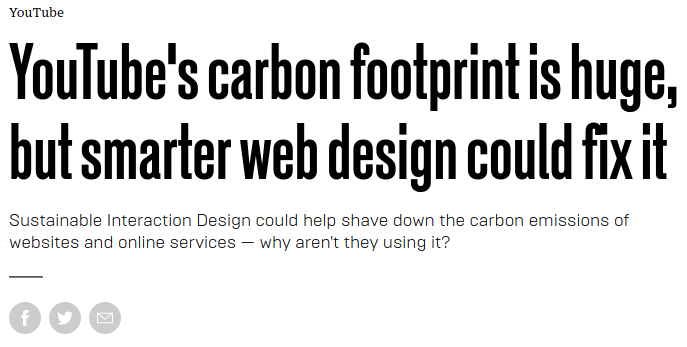 YouTube
YouTube's carbon footprint is huge,
but smarter web design could fix it
Sustainable Interaction Design could help shave down the carbon emissions of
websites and online services — why aren't they using it?